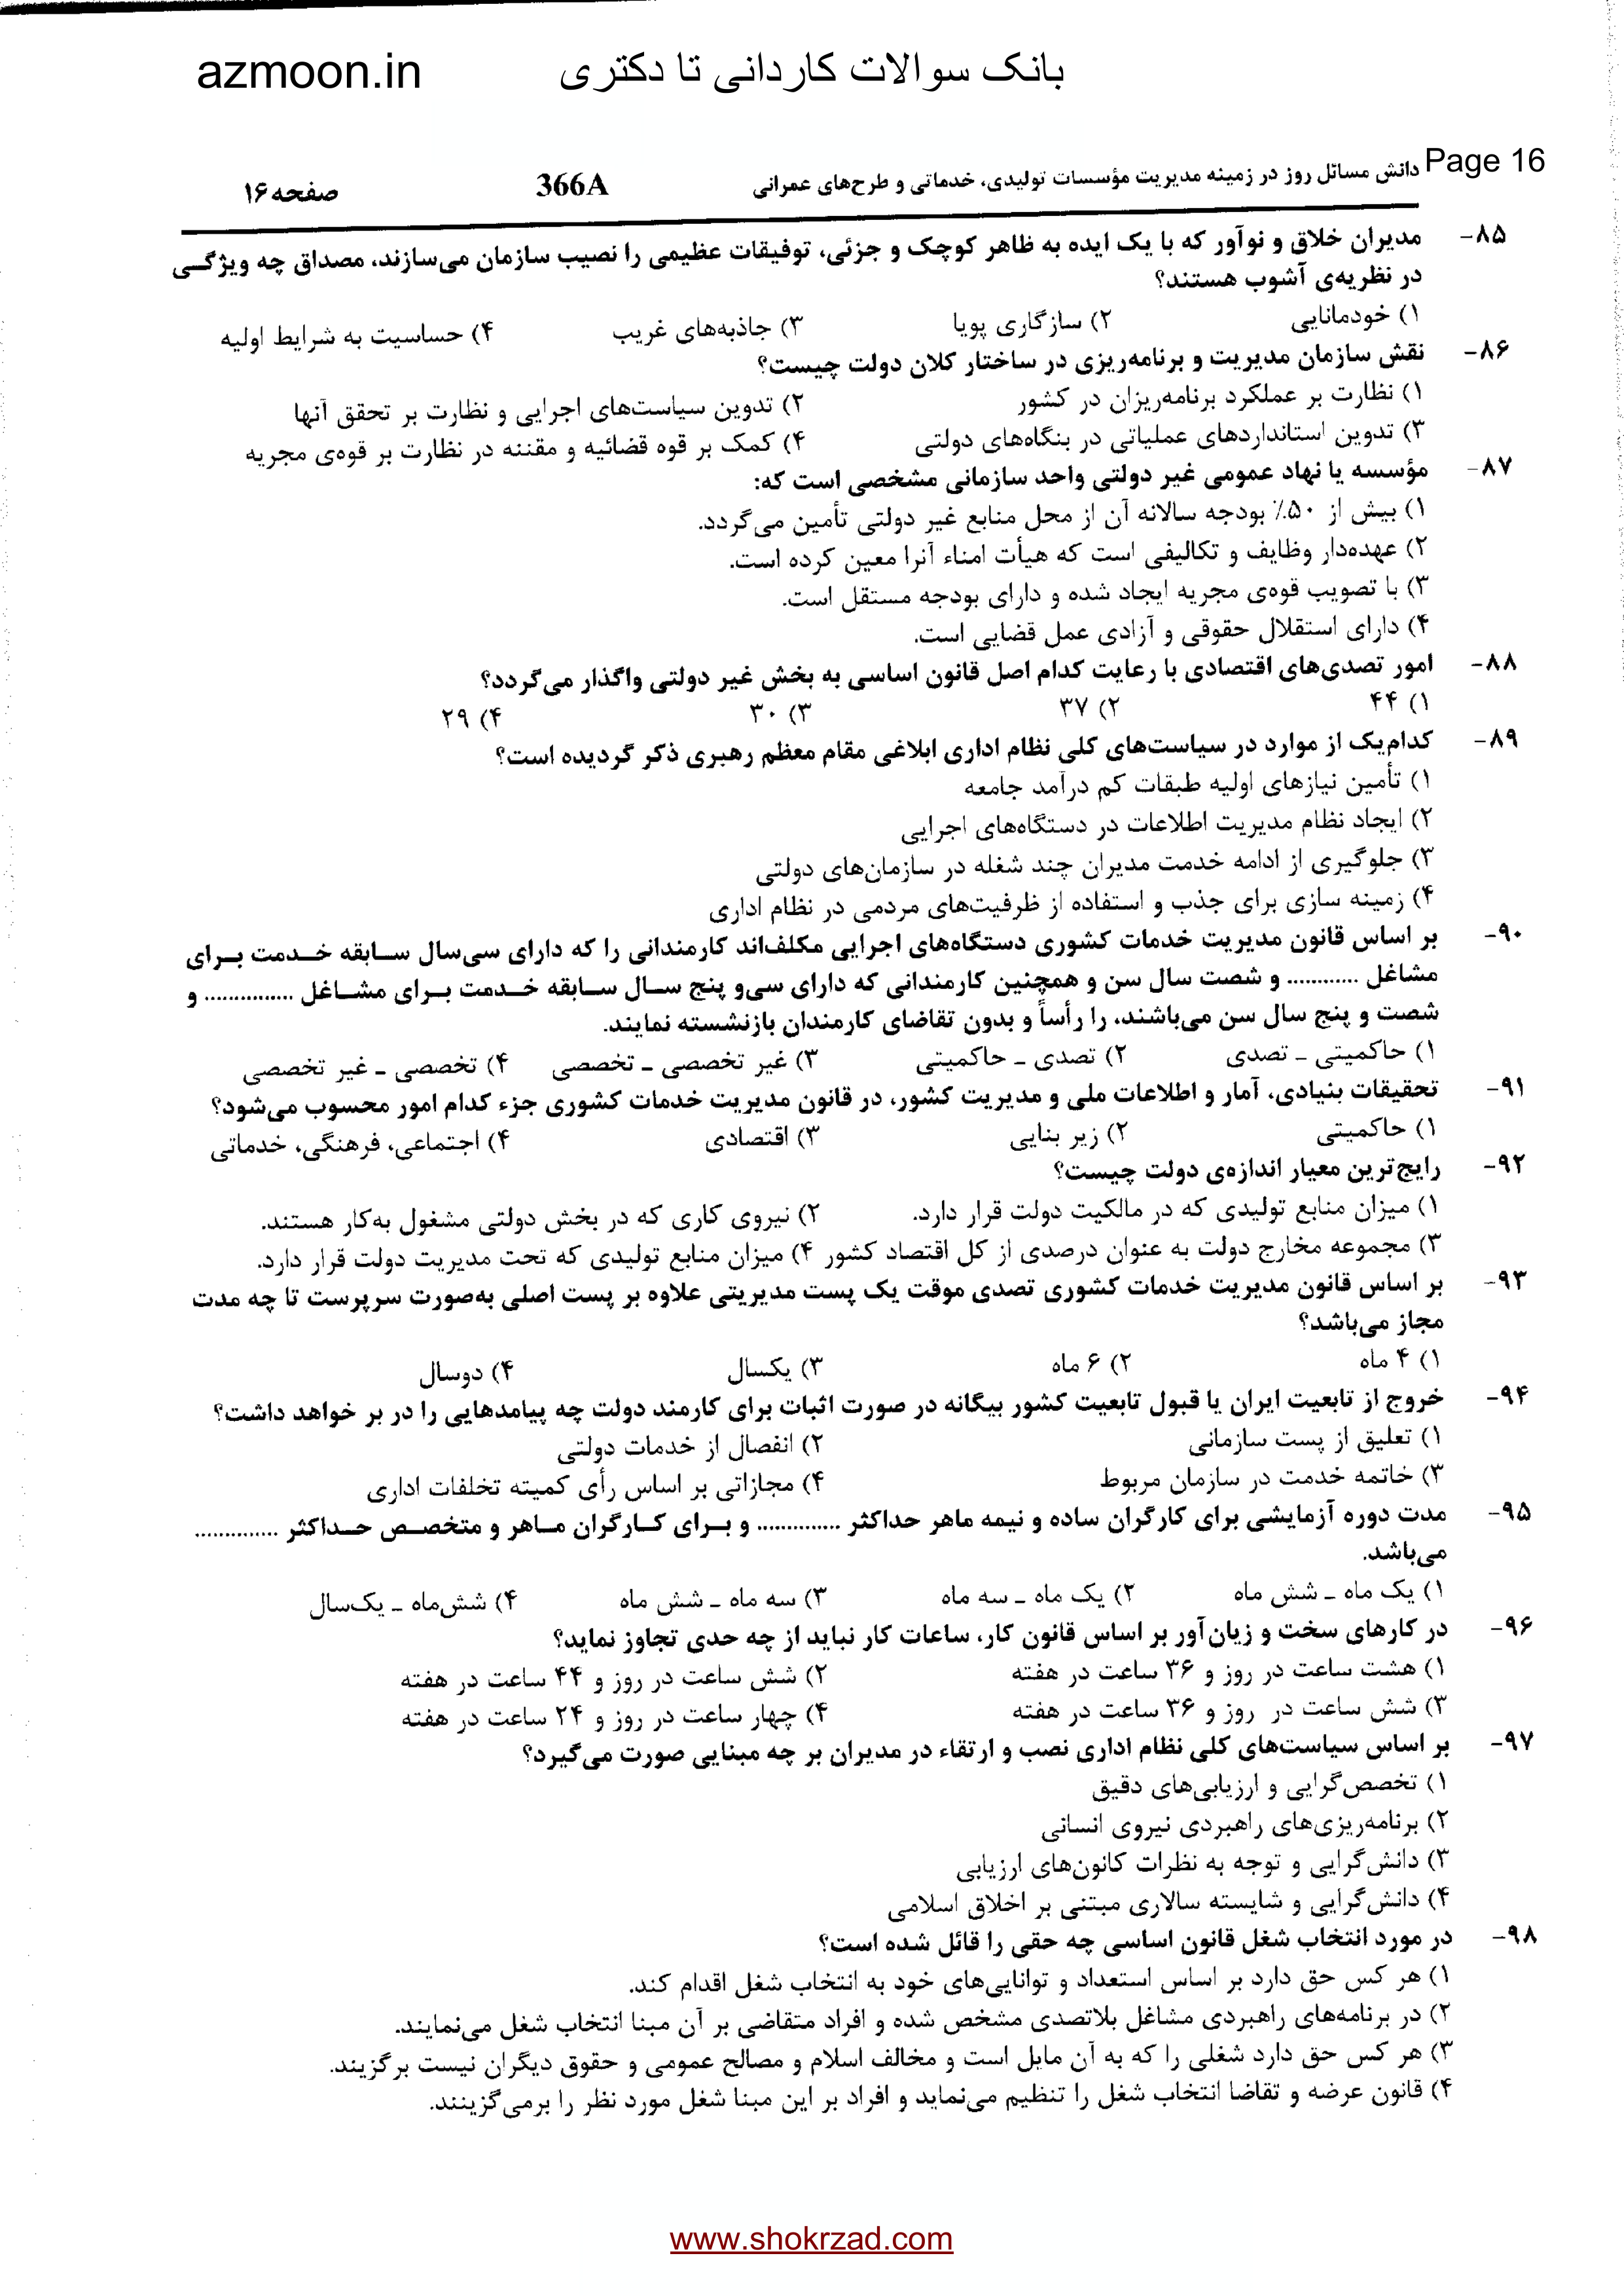 azmoon.in بانک سوالات کاردانی تا دکتری
Page 16 دانش مسائل روز در زمینه مدیریت مؤسسات تولیدی، خدماتی و طرح‌های عمرانی 366A صفحه ۱۶
۸۵- مدیران خلاق و نوآور که با یک ایده به ظاهر کوچک و جزئی، توفیقات عظیمی را نصیب سازمان می‌سازند، مصداق چه ویژگی
در نظریه‌ی آشوب هستند؟
۱) خودمانایی ۲) سازگاری پویا ۳) جاذبه‌های غریب ۴) حساسیت به شرایط اولیه
۸۶- نقش سازمان مدیریت و برنامه‌ریزی در ساختار کلان دولت چیست؟
۱) نظارت بر عملکرد برنامه‌ریزان در کشور ۲) تدوین سیاست‌های اجرایی و نظارت بر تحقق آنها
۳) تدوین استانداردهای عملیاتی در بنگاه‌های دولتی ۴) کمک بر قوه قضائیه و مقننه در نظارت بر قوه‌ی مجریه
۸۷- مؤسسه یا نهاد عمومی غیر دولتی واحد سازمانی مشخصی است که:
۱) بیش از ۵۰٪ بودجه سالانه آن از محل منابع غیر دولتی تأمین می‌گردد.
۲) عهده‌دار وظایف و تکالیفی است که هیأت امناء آنرا معین کرده است.
۳) با تصویب قوه‌ی مجریه ایجاد شده و دارای بودجه مستقل است.
۴) دارای استقلال حقوقی و آزادی عمل قضایی است.
۸۸- امور تصدی‌های اقتصادی با رعایت کدام اصل قانون اساسی به بخش غیر دولتی واگذار می‌گردد؟
۱) ۴۴ ۲) ۳۷ ۳) ۳۰ ۴) ۲۹
۸۹- کدام‌یک از موارد در سیاست‌های کلی نظام اداری ابلاغی مقام معظم رهبری ذکر گردیده است؟
۱) تأمین نیازهای اولیه طبقات کم درآمد جامعه
۲) ایجاد نظام مدیریت اطلاعات در دستگاه‌های اجرایی
۳) جلوگیری از ادامه خدمت مدیران چند شغله در سازمان‌های دولتی
۴) زمینه سازی برای جذب و استفاده از ظرفیت‌های مردمی در نظام اداری
۹۰- بر اساس قانون مدیریت خدمات کشوری دستگاه‌های اجرایی مکلف‌اند کارمندانی را که دارای سی‌سال سابقه خدمت برای
مشاغل ............ و شصت سال سن و همچنین کارمندانی که دارای سی‌و پنج سال سابقه خدمت برای مشاغل ............... و
شصت و پنج سال سن می‌باشند، را رأساً و بدون تقاضای کارمندان بازنشسته نمایند.
۱) حاکمیتی ـ تصدی ۲) تصدی ـ حاکمیتی ۳) غیر تخصصی ـ تخصصی ۴) تخصصی ـ غیر تخصصی
۹۱- تحقیقات بنیادی، آمار و اطلاعات ملی و مدیریت کشور، در قانون مدیریت خدمات کشوری جزء کدام امور محسوب می‌شود؟
۱) حاکمیتی ۲) زیر بنایی ۳) اقتصادی ۴) اجتماعی، فرهنگی، خدماتی
۹۲- رایج‌ترین معیار اندازه‌ی دولت چیست؟
۱) میزان منابع تولیدی که در مالکیت دولت قرار دارد. ۲) نیروی کاری که در بخش دولتی مشغول به‌کار هستند.
۳) مجموعه مخارج دولت به عنوان درصدی از کل اقتصاد کشور ۴) میزان منابع تولیدی که تحت مدیریت دولت قرار دارد.
۹۳- بر اساس قانون مدیریت خدمات کشوری تصدی موقت یک پست مدیریتی علاوه بر پست اصلی به‌صورت سرپرست تا چه مدت
مجاز می‌باشد؟
۱) ۴ ماه ۲) ۶ ماه ۳) یکسال ۴) دوسال
۹۴- خروج از تابعیت ایران یا قبول تابعیت کشور بیگانه در صورت اثبات برای کارمند دولت چه پیامدهایی را در بر خواهد داشت؟
۱) تعلیق از پست سازمانی ۲) انفصال از خدمات دولتی
۳) خاتمه خدمت در سازمان مربوط ۴) مجازاتی بر اساس رأی کمیته تخلفات اداری
۹۵- مدت دوره آزمایشی برای کارگران ساده و نیمه ماهر حداکثر .............. و برای کارگران ماهر و متخصص حداکثر ..............
می‌باشد.
۱) یک ماه ـ شش ماه ۲) یک ماه ـ سه ماه ۳) سه ماه ـ شش ماه ۴) شش‌ماه ـ یک‌سال
۹۶- در کارهای سخت و زیان‌آور بر اساس قانون کار، ساعات کار نباید از چه حدی تجاوز نماید؟
۱) هشت ساعت در روز و ۳۶ ساعت در هفته ۲) شش ساعت در روز و ۴۴ ساعت در هفته
۳) شش ساعت در روز و ۳۶ ساعت در هفته ۴) چهار ساعت در روز و ۲۴ ساعت در هفته
۹۷- بر اساس سیاست‌های کلی نظام اداری نصب و ارتقاء در مدیران بر چه مبنایی صورت می‌گیرد؟
۱) تخصص‌گرایی و ارزیابی‌های دقیق
۲) برنامه‌ریزی‌های راهبردی نیروی انسانی
۳) دانش‌گرایی و توجه به نظرات کانون‌های ارزیابی
۴) دانش‌گرایی و شایسته سالاری مبتنی بر اخلاق اسلامی
۹۸- در مورد انتخاب شغل قانون اساسی چه حقی را قائل شده است؟
۱) هر کس حق دارد بر اساس استعداد و توانایی‌های خود به انتخاب شغل اقدام کند.
۲) در برنامه‌های راهبردی مشاغل بلاتصدی مشخص شده و افراد متقاضی بر آن مبنا انتخاب شغل می‌نمایند.
۳) هر کس حق دارد شغلی را که به آن مایل است و مخالف اسلام و مصالح عمومی و حقوق دیگران نیست برگزیند.
۴) قانون عرضه و تقاضا انتخاب شغل را تنظیم می‌نماید و افراد بر این مبنا شغل مورد نظر را برمی‌گزینند.
www.shokrzad.com